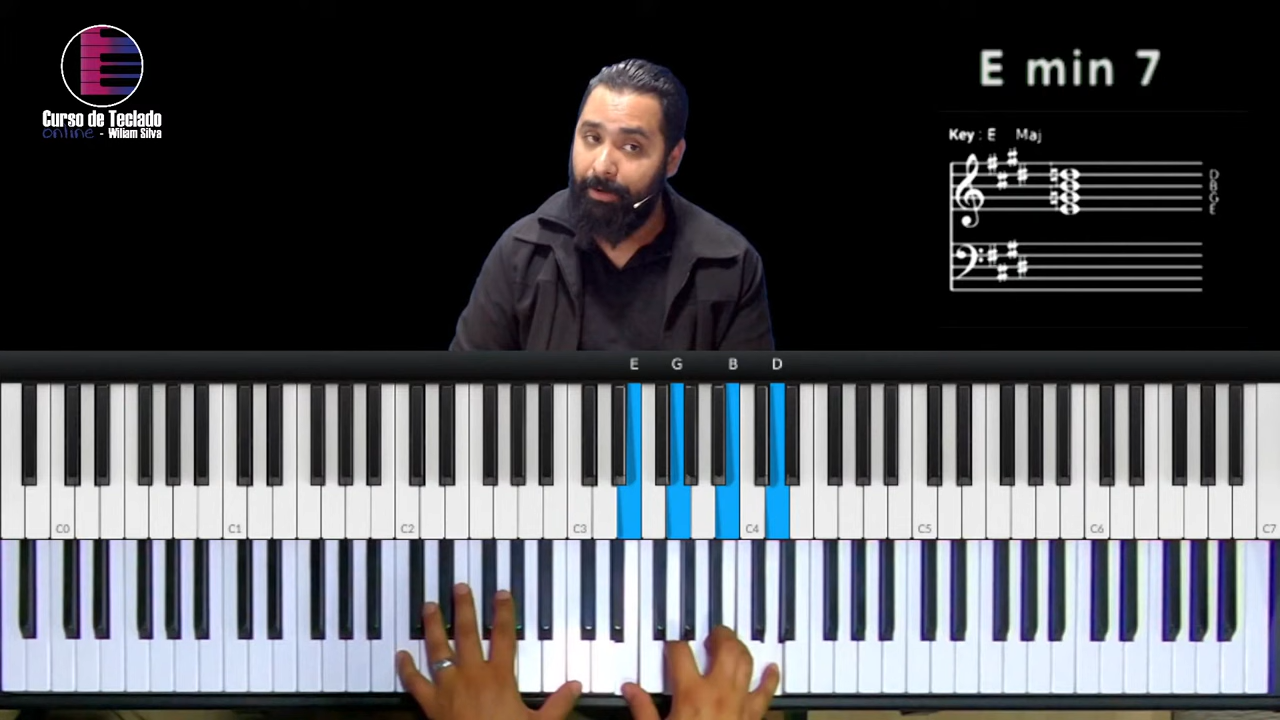 Curso de Teclado
online - Wiliam Silva
E min 7
Key : E Maj
D
B
G
E
E G B D
C0 C1 C2 C3 C4 C5 C6 C7